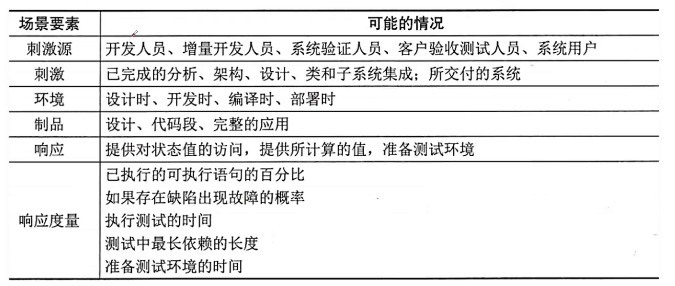 场景要素 可能的情况
刺激源 开发人员、增量开发人员、系统验证人员、客户验收测试人员、系统用户
刺激 已完成的分析、架构、设计、类和子系统集成；所交付的系统
环境 设计时、开发时、编译时、部署时
制品 设计、代码段、完整的应用
响应 提供对状态值的访问，提供所计算的值，准备测试环境
响应度量 已执行的可执行语句的百分比
如果存在缺陷出现故障的概率
执行测试的时间
测试中最长依赖的长度
准备测试环境的时间